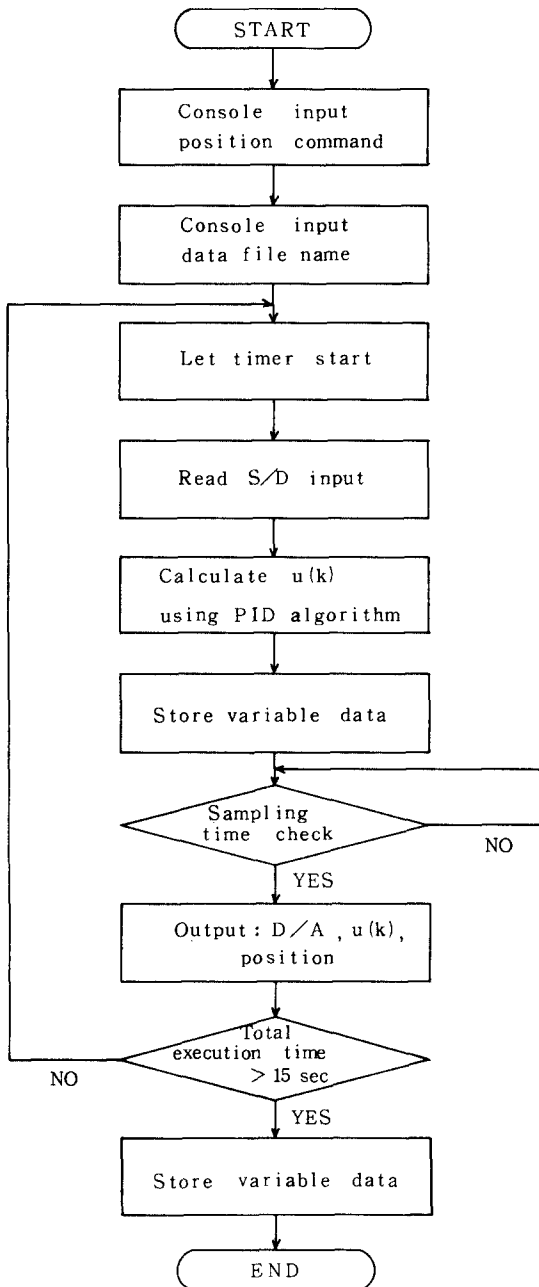 START
Console input
position command
Console input
data file name
Let timer start
Read S/D input
Calculate u(k)
using PID algorithm
Store variable data
Sampling
time check
NO
YES
Output: D/A , u(k),
position
Total
execution time
> 15 sec
NO
YES
Store variable data
END